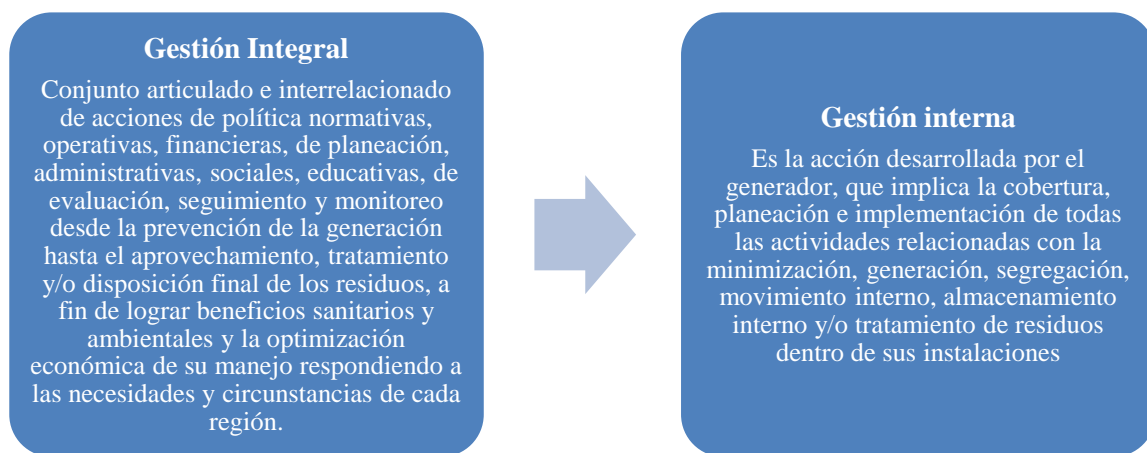 Gestión Integral
Conjunto articulado e interrelacionado
de acciones de política normativas,
operativas, financieras, de planeación,
administrativas, sociales, educativas, de
evaluación, seguimiento y monitoreo
desde la prevención de la generación
hasta el aprovechamiento, tratamiento
y/o disposición final de los residuos, a
fin de lograr beneficios sanitarios y
ambientales y la optimización
económica de su manejo respondiendo a
las necesidades y circunstancias de cada
región.
Gestión interna
Es la acción desarrollada por el
generador, que implica la cobertura,
planeación e implementación de todas
las actividades relacionadas con la
minimización, generación, segregación,
movimiento interno, almacenamiento
interno y/o tratamiento de residuos
dentro de sus instalaciones